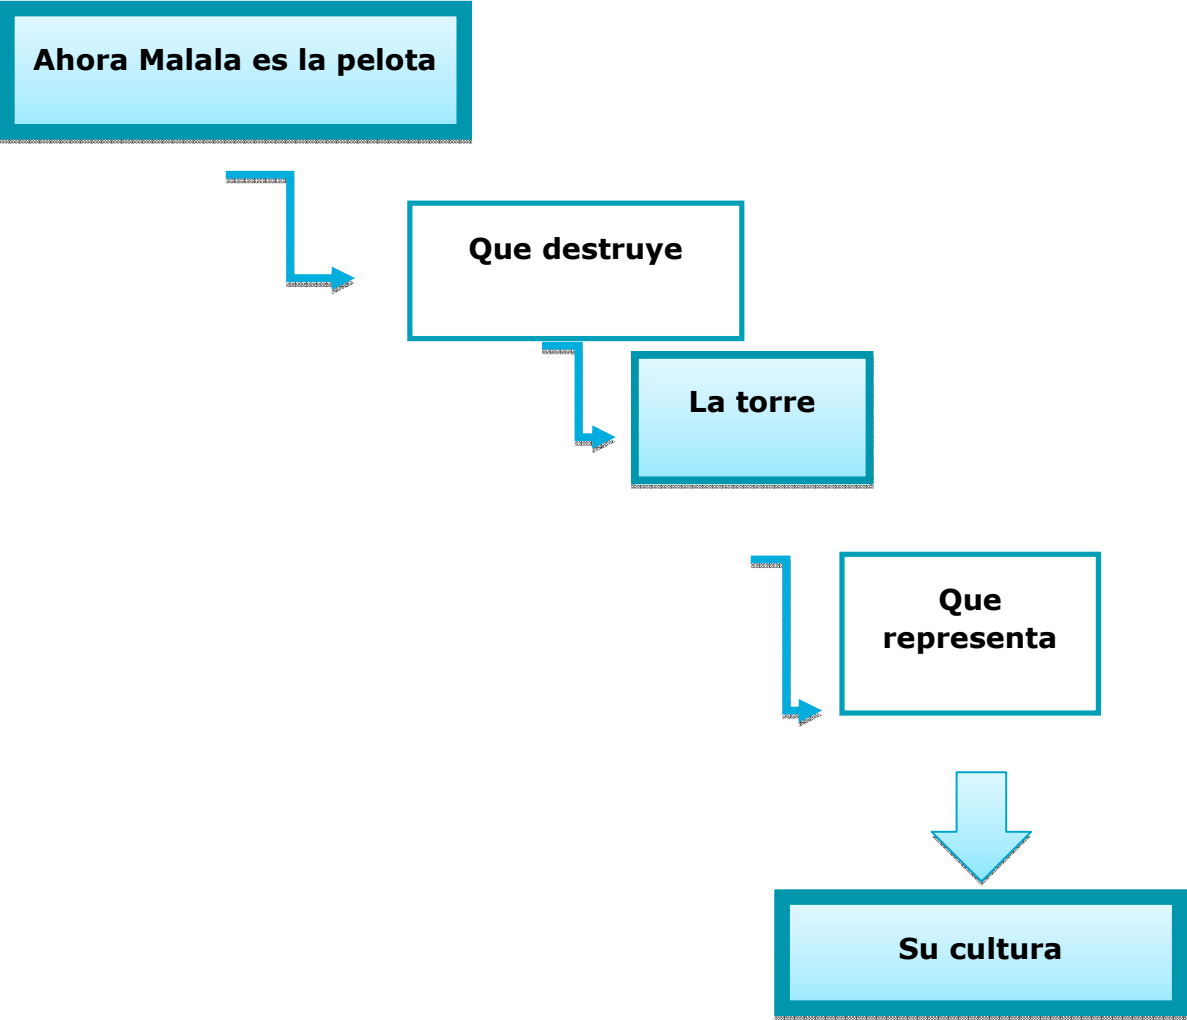 Ahora Malala es la pelota
Que destruye
La torre
Que
representa
Su cultura